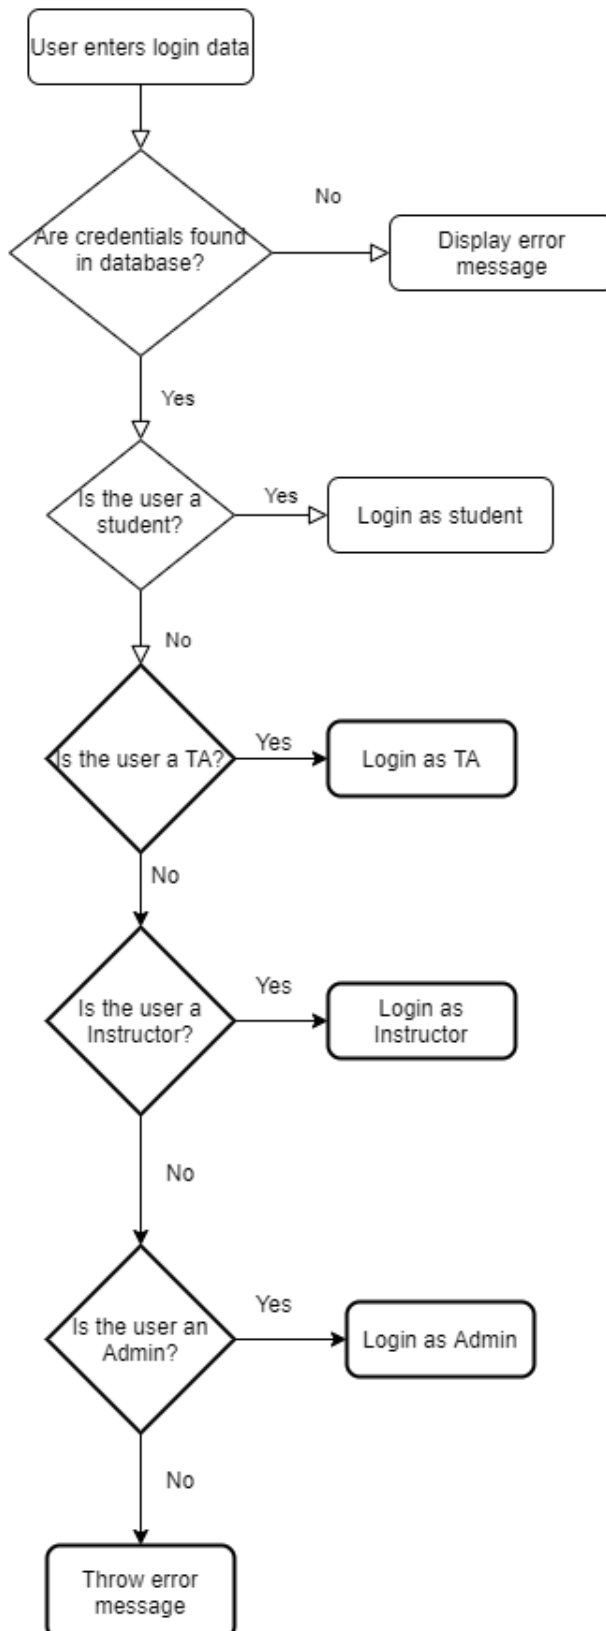 User enters login data
Are credentials found
in database?
No
Display error
message
Yes
Is the user a
student?
Yes
Login as student
No
Is the user a TA?
Yes
Login as TA
No
Is the user a
Instructor?
Yes
Login as
Instructor
No
Is the user an
Admin?
Yes
Login as Admin
No
Throw error
message